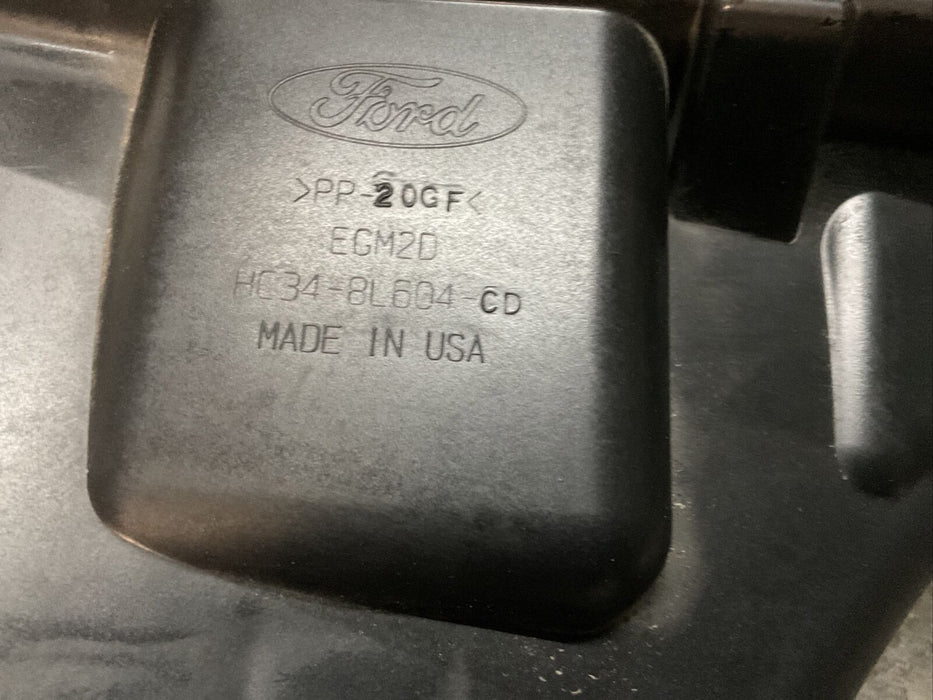 Ford
>PP-20GF<
EGM2D
HC34-8L604-CD
MADE IN USA